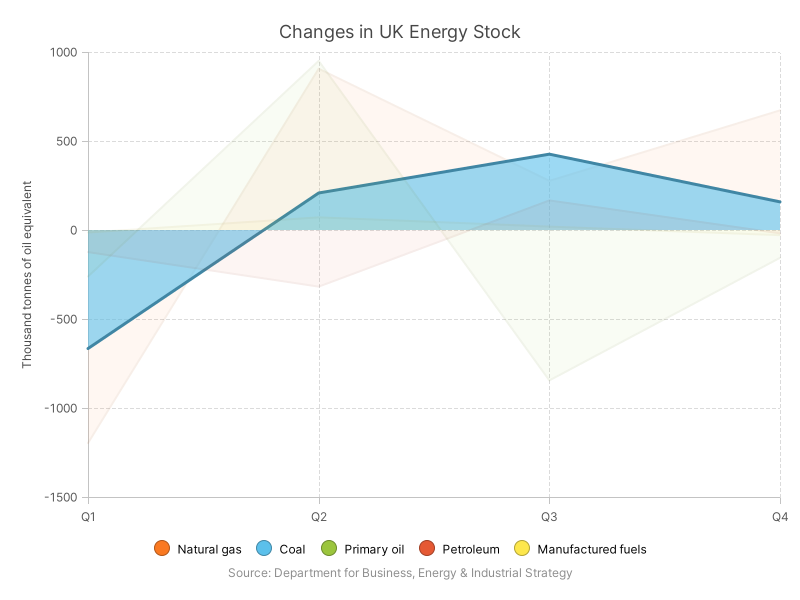 Changes in UK Energy Stock
Thousand tonnes of oil equivalent
1000
500
0
-500
-1000
-1500
Q1 Q2 Q3 Q4
Natural gas Coal Primary oil Petroleum Manufactured fuels
Source: Department for Business, Energy & Industrial Strategy